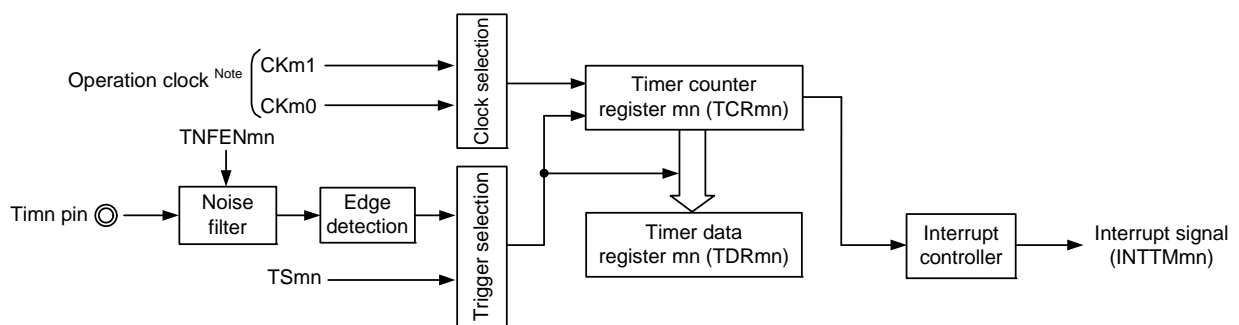 Operation clock Note
CKm1
CKm0
Clock selection
Timer counter
register mn (TCRmn)
TNFENmn
Timn pin
Noise
filter
Edge
detection
TSmn
Trigger selection
Timer data
register mn (TDRmn)
Interrupt
controller
Interrupt signal
(INTTMmn)